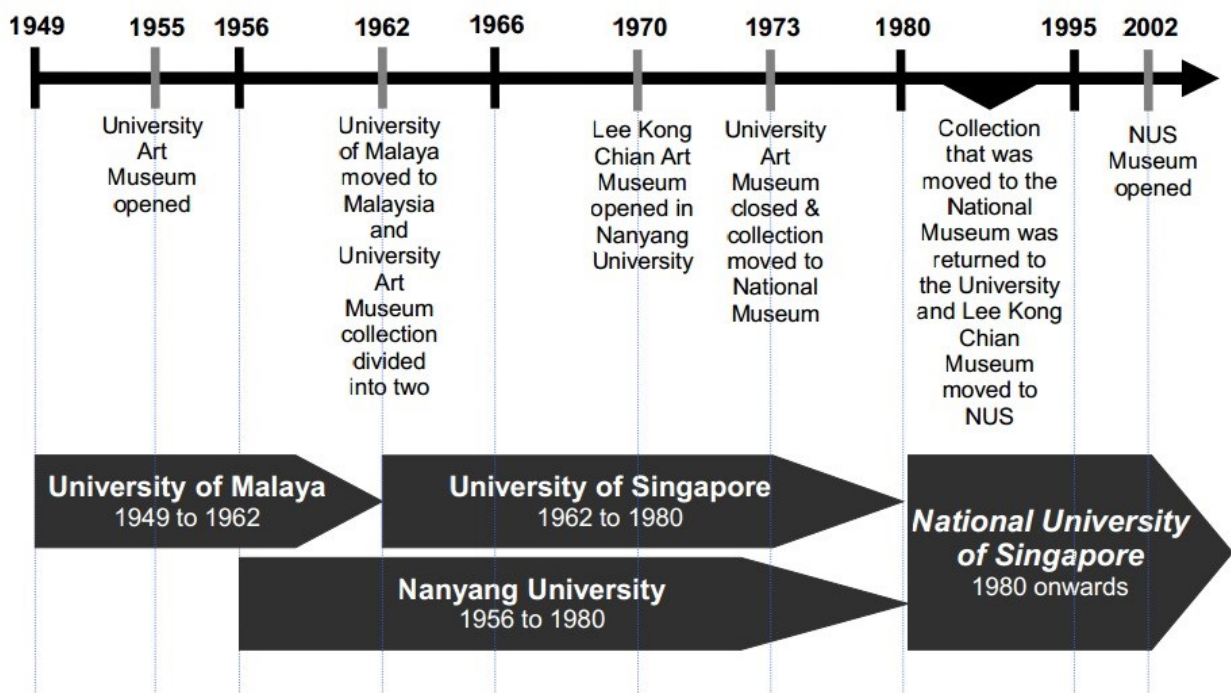 1949 1955 1956 1962 1966 1970 1973 1980 1995 2002
University
Art
Museum
opened
University
of Malaya
moved to
Malaysia
and
University
Art
Museum
collection
divided
into two
Lee Kong
Chian Art
Museum
opened in
Nanyang
University
University
Art
Museum
closed &
collection
moved to
National
Museum
Collection
that was
moved to the
National
Museum was
returned to
the University
and Lee Kong
Chian
Museum
moved to
NUS
NUS
Museum
opened
University of Malaya
1949 to 1962
University of Singapore
1962 to 1980
Nanyang University
1956 to 1980
National University
of Singapore
1980 onwards